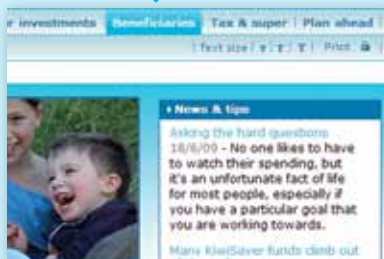 r investments Beneficiaries Tax & super | Plan ahead
| Text size | T | T | T | Print
News & tips
Asking the hard questions
18/6/09 - No one likes to have
to watch their spending, but
it's an unfortunate fact of life
for most people, especially if
you have a particular goal that
you are working towards.
Many KiwiSaver funds climb out